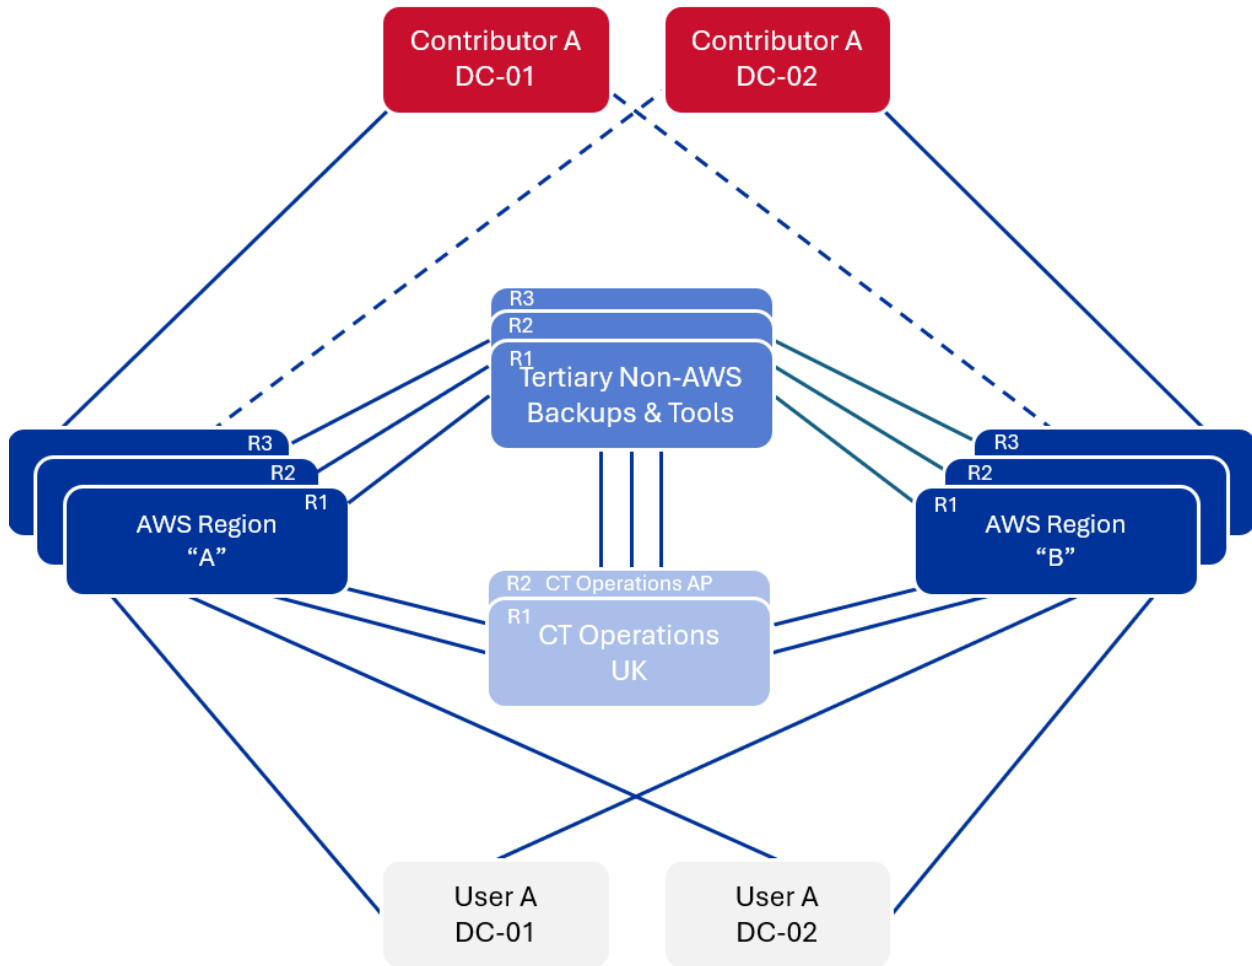 Contributor A
DC-01
Contributor A
DC-02
R3
R2
R1
Tertiary Non-AWS
Backups & Tools
R3
R2
R1
AWS Region
“A”
R3
R2
R1
AWS Region
“B”
R2 CT Operations AP
R1
CT Operations
UK
User A
DC-01
User A
DC-02